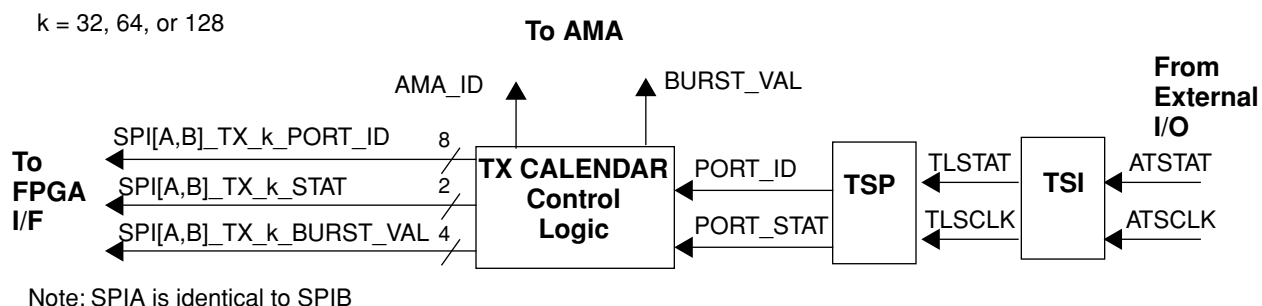 k = 32, 64, or 128
To AMA
AMA_ID
BURST_VAL
From
External
I/O
SPI[A,B]_TX_k_PORT_ID
8
To
FPGA
I/F
SPI[A,B]_TX_k_STAT
2
SPI[A,B]_TX_k_BURST_VAL
4
TX CALENDAR
Control
Logic
PORT_ID
PORT_STAT
TSP
TLSTAT
TLSCLK
TSI
ATSTAT
ATSCLK
Note: SPIA is identical to SPIB